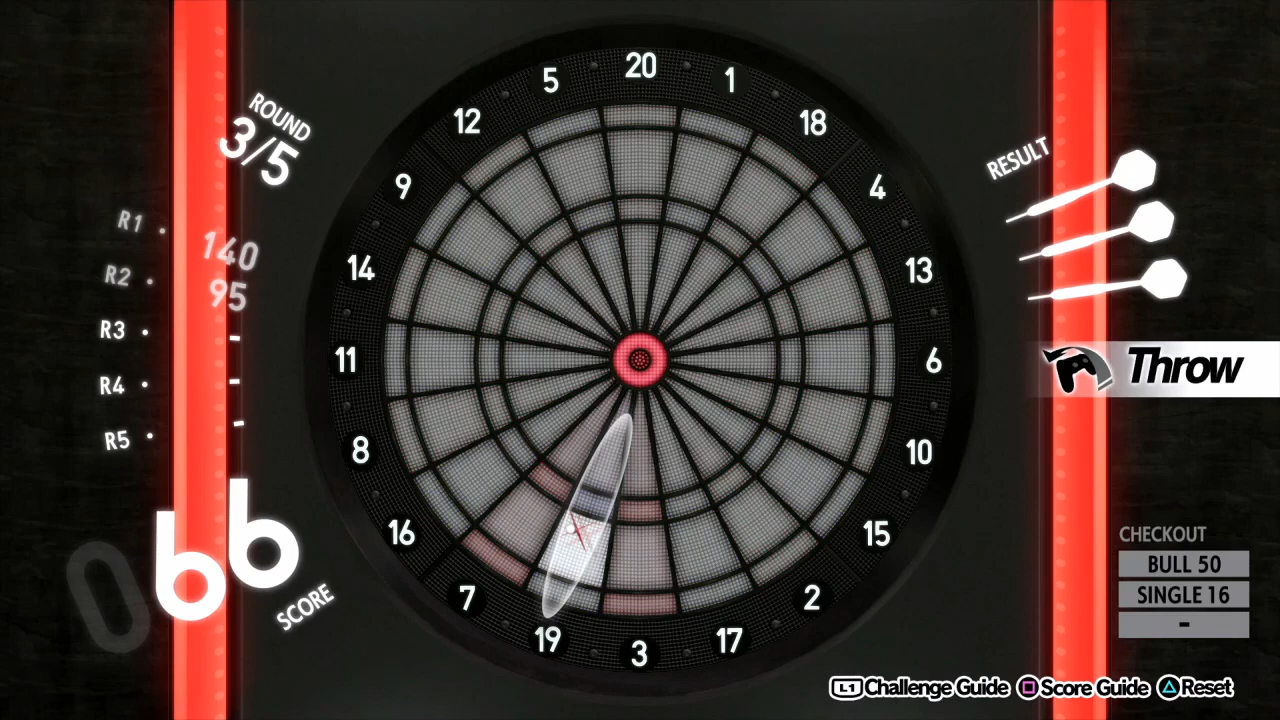 ROUND
3/5
R1 • 140
R2 • 95
R3 • -
R4 • -
R5 • -
066
SCORE
20
1
18
4
13
6
10
15
2
17
3
19
7
16
8
11
14
9
12
5
RESULT
Throw
CHECKOUT
BULL 50
SINGLE 16
-
L1 Challenge Guide Score Guide Reset